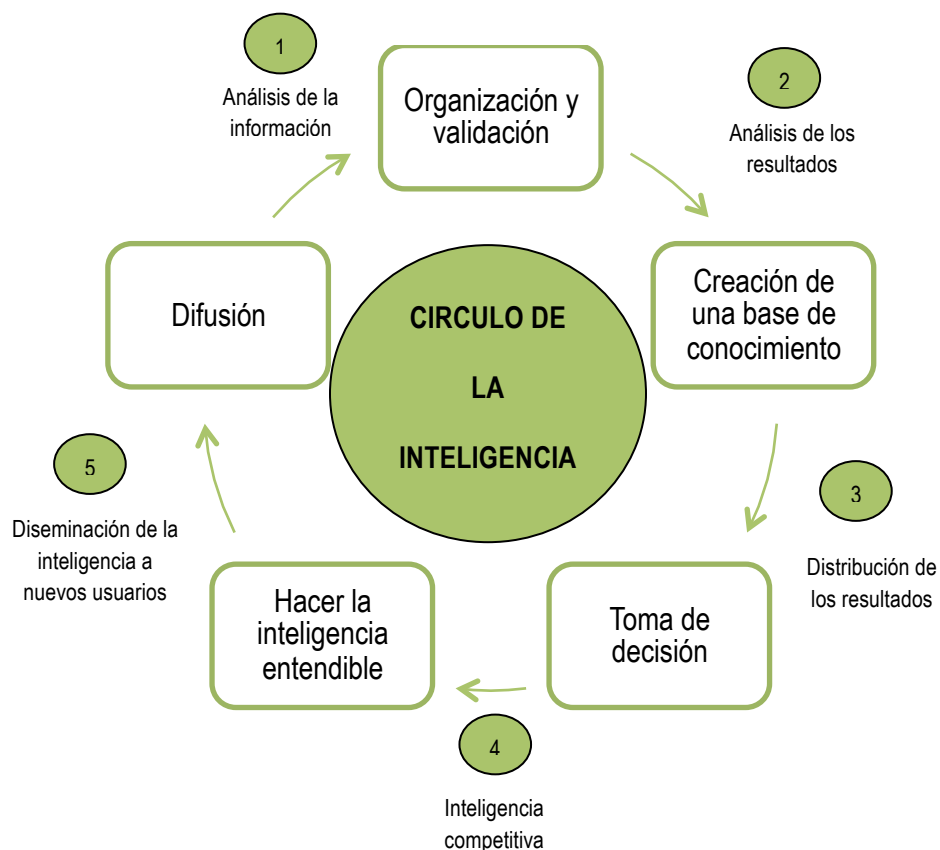 1
Análisis de la
información
Organización y
validación
2
Análisis de los
resultados
Creación de
una base de
conocimiento
3
Distribución de
los resultados
Toma de
decisión
4
Inteligencia
competitiva
Hacer la
inteligencia
entendible
5
Diseminación de la
inteligencia a
nuevos usuarios
Difusión
CIRCULO DE
LA
INTELIGENCIA